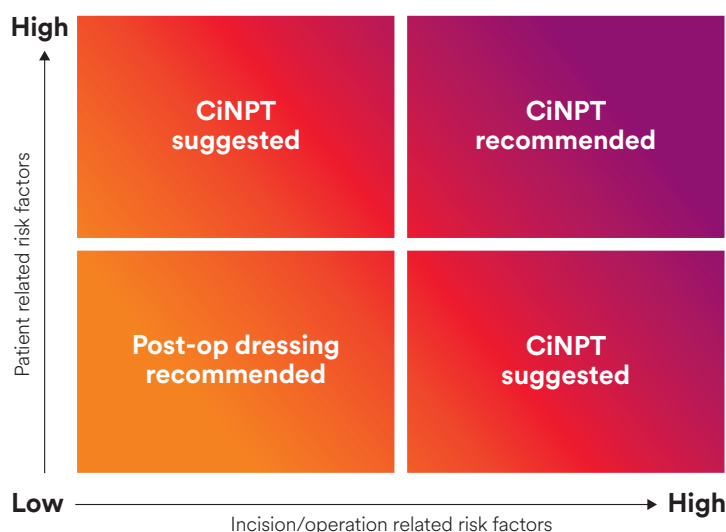 High
CiNPT
suggested
CiNPT
recommended
Patient related risk factors
Post-op dressing
recommended
CiNPT
suggested
Low
High
Incision/operation related risk factors